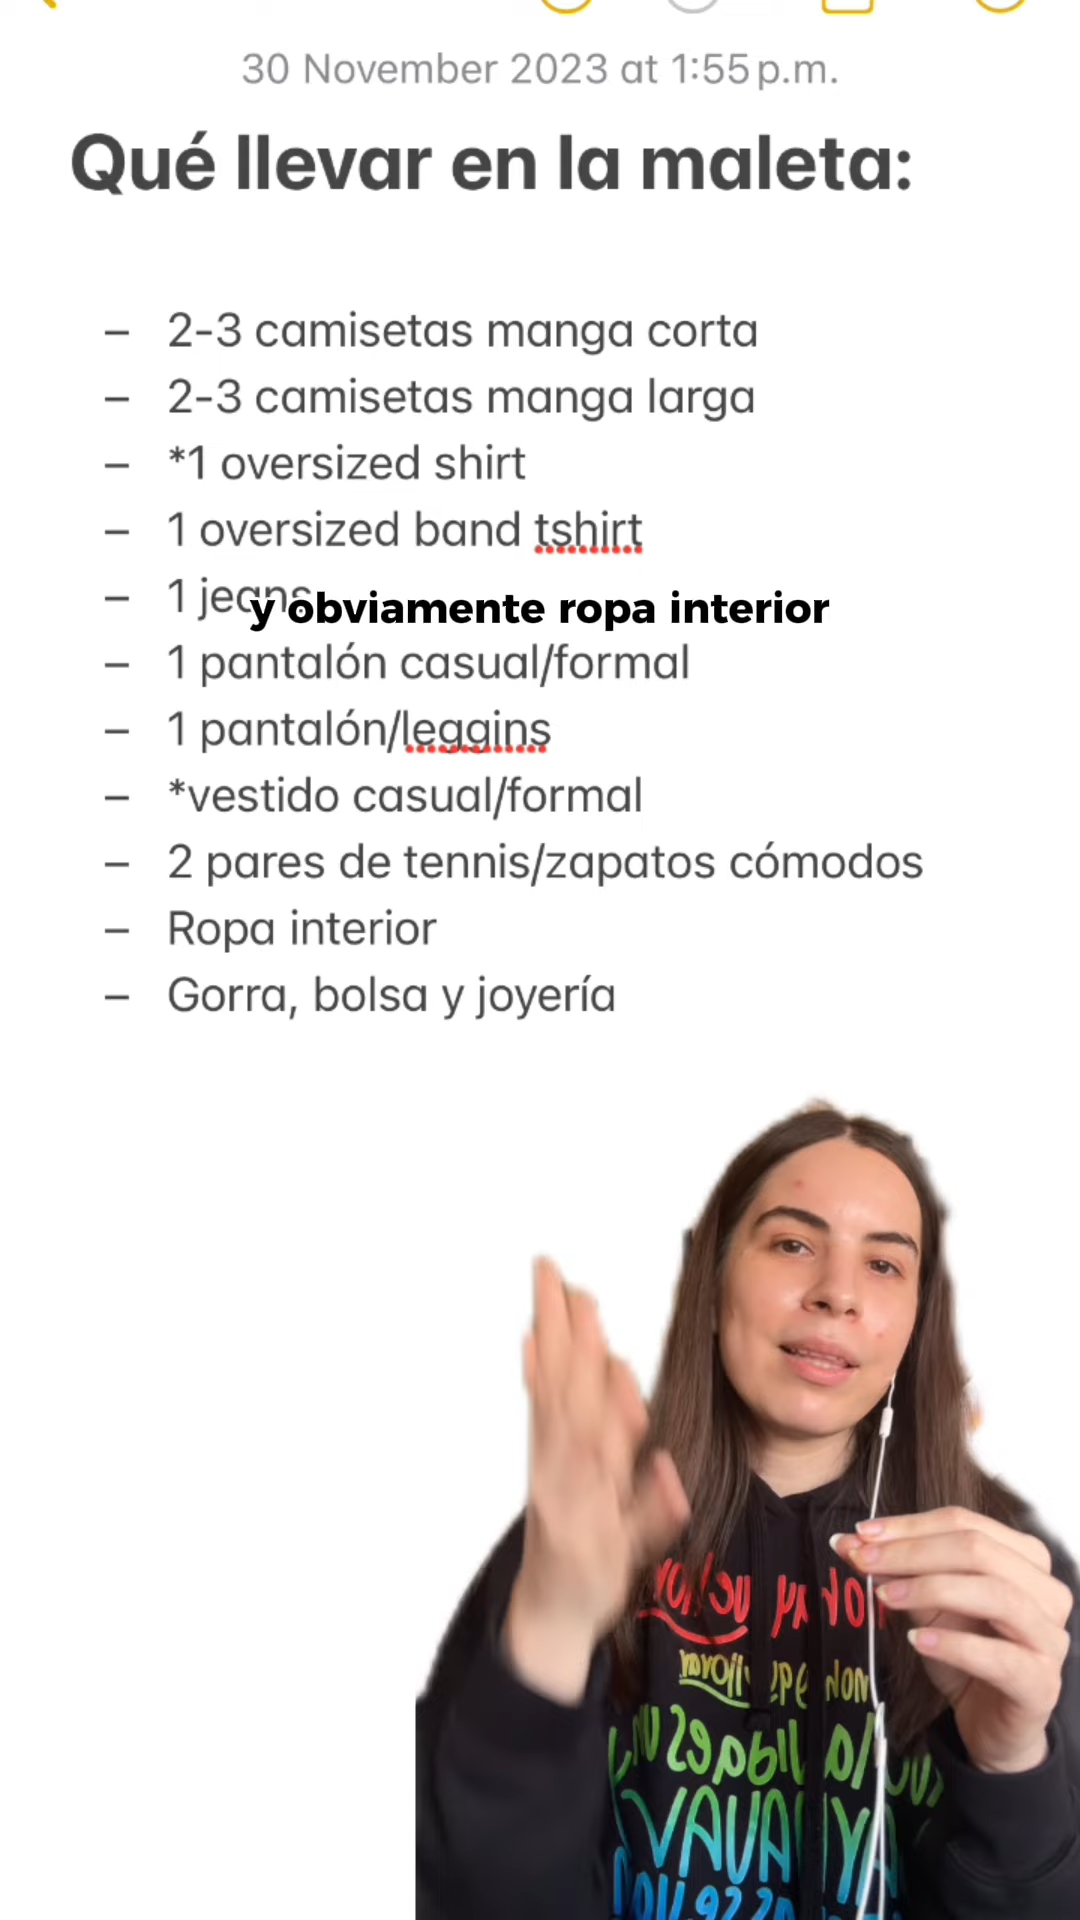 30 November 2023 at 1:55 p.m.
Qué llevar en la maleta:
– 2-3 camisetas manga corta
– 2-3 camisetas manga larga
– *1 oversized shirt
– 1 oversized band tshirt
– 1 jeans
y obviamente ropa interior
– 1 pantalón casual/formal
– 1 pantalón/leggins
– *vestido casual/formal
– 2 pares de tennis/zapatos cómodos
– Ropa interior
– Gorra, bolsa y joyería